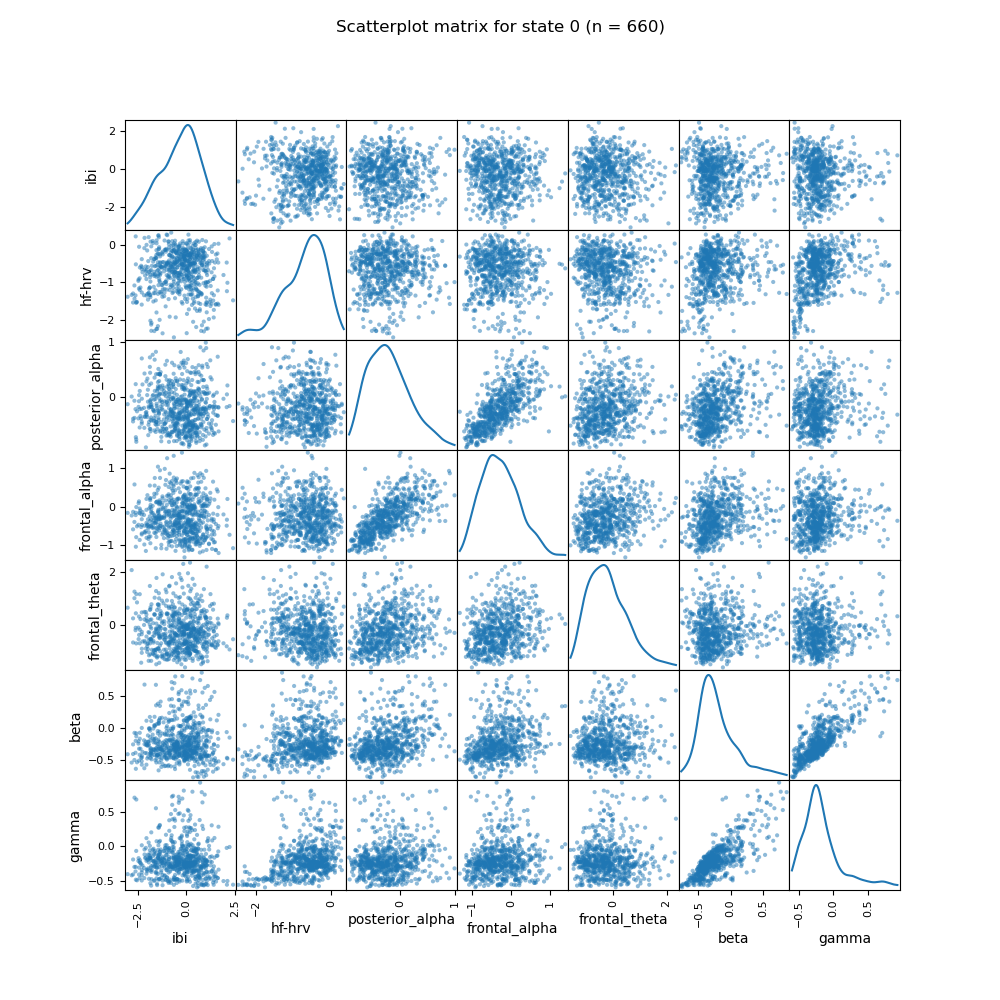 Scatterplot matrix for state 0 (n = 660)
ibi
2
0
-2
hf-hrv
0
−1
−2
posterior_alpha
1
0
frontal_alpha
1
0
−1
frontal_theta
2
0
beta
0.5
0.0
−0.5
gamma
0.5
0.0
−0.5
−2.5 0.0 2.5 −2 0 0 1 −1 0 1 0 2 −0.5 0.0 0.5 −0.5 0.0 0.5
ibi hf-hrv posterior_alpha frontal_alpha frontal_theta beta gamma